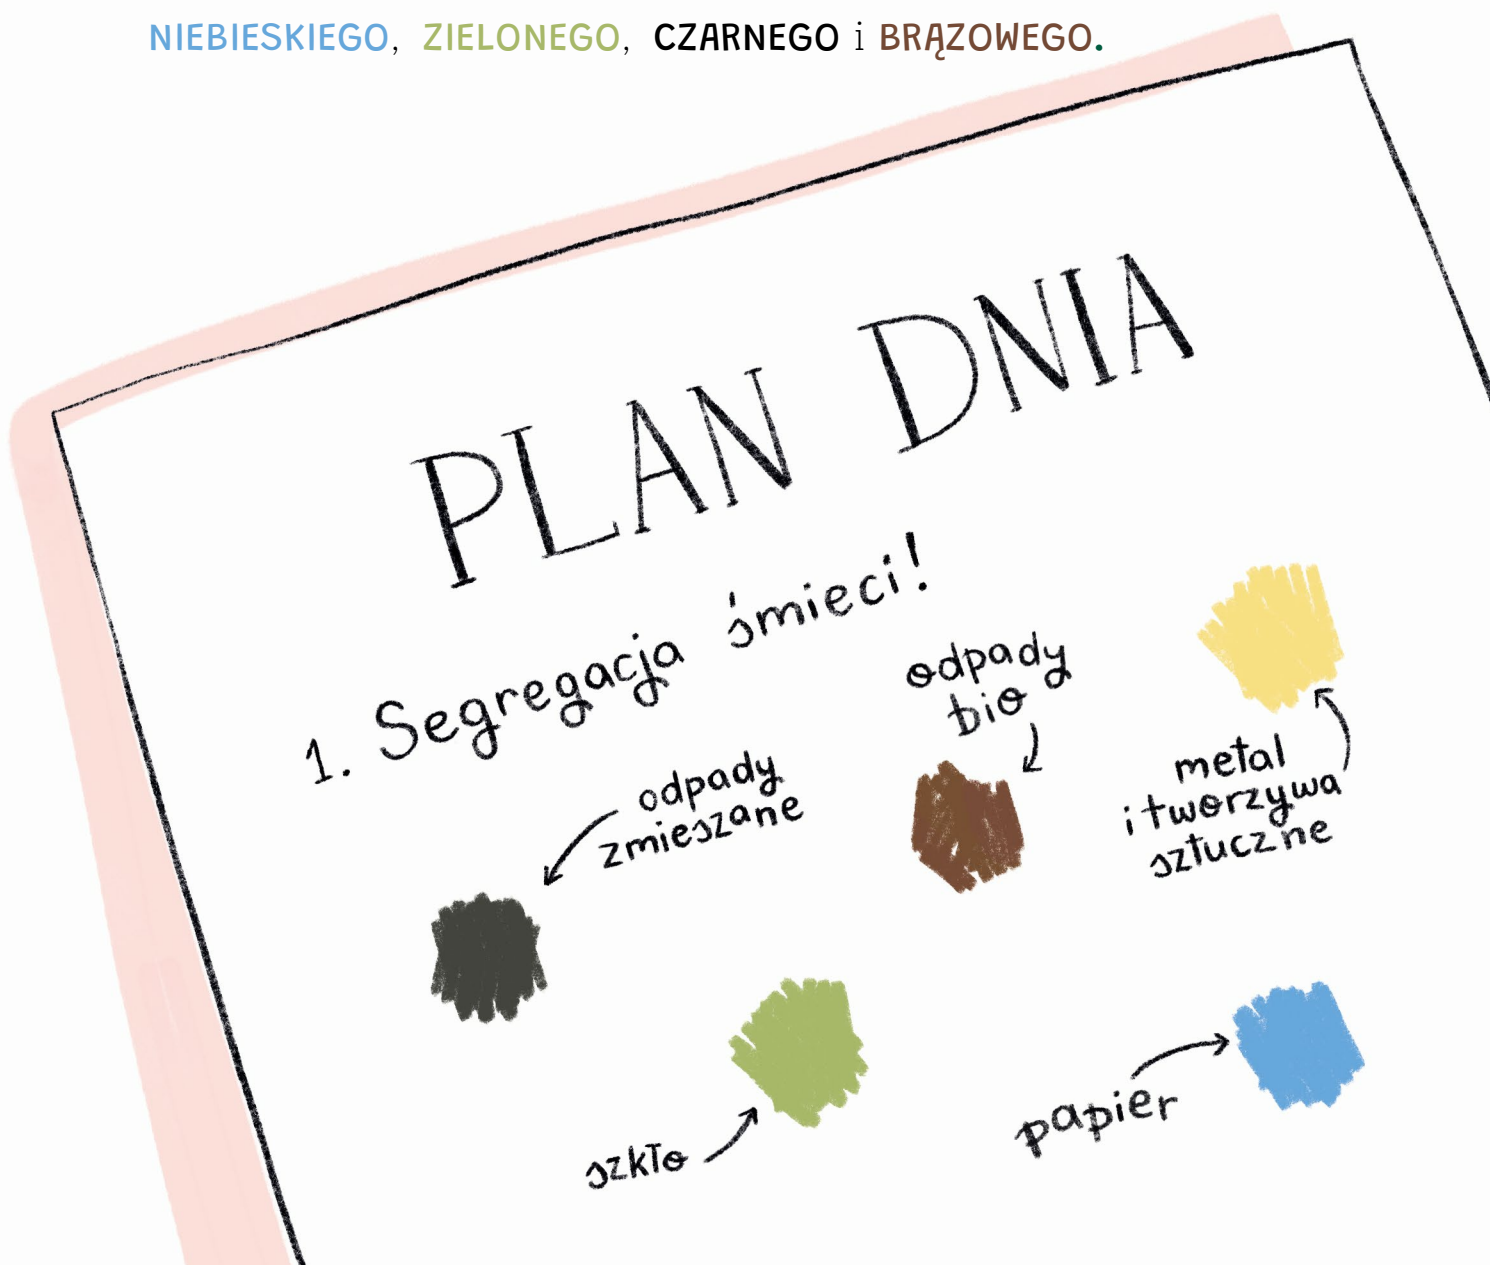 NIEBIESKIEGO, ZIELONEGO, CZARNEGO i BRĄZOWEGO.
PLAN DNIA
1. Segregacja śmieci!
odpady
zmieszane
odpady
bio
metal
i tworzywa
sztuczne
szkło
papier